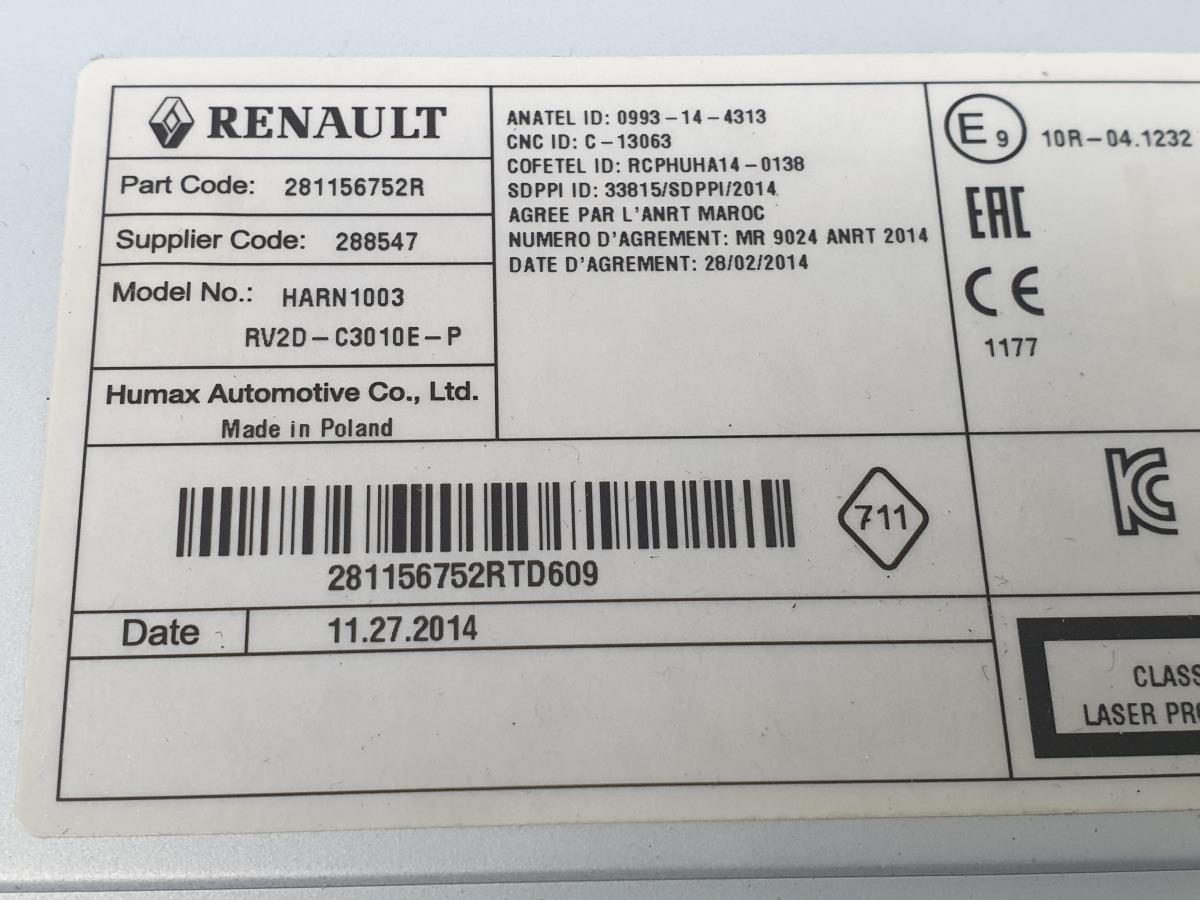 RENAULT
Part Code: 281156752R
Supplier Code: 288547
Model No.: HARN1003
RV2D-C3010E-P
Humax Automotive Co., Ltd.
Made in Poland
ANATEL ID: 0993-14-4313
CNC ID: C-13063
COFETEL ID: RCPHUHA14-0138
SDPPI ID: 33815/SDPPI/2014
AGREE PAR L'ANRT MAROC
NUMERO D'AGREMENT: MR 9024 ANRT 2014
DATE D'AGREMENT: 28/02/2014
E9 10R-04.1232
EAC
CE
1177
281156752RTD609
711
KC
Date 11.27.2014
CLASS
LASER PRO